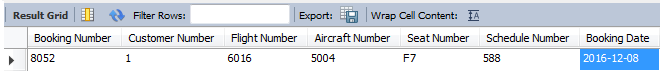 Result Grid Filter Rows: Export: Wrap Cell Content:
Booking Number Customer Number Flight Number Aircraft Number Seat Number Schedule Number Booking Date
8052 1 6016 5004 F7 588 2016-12-08